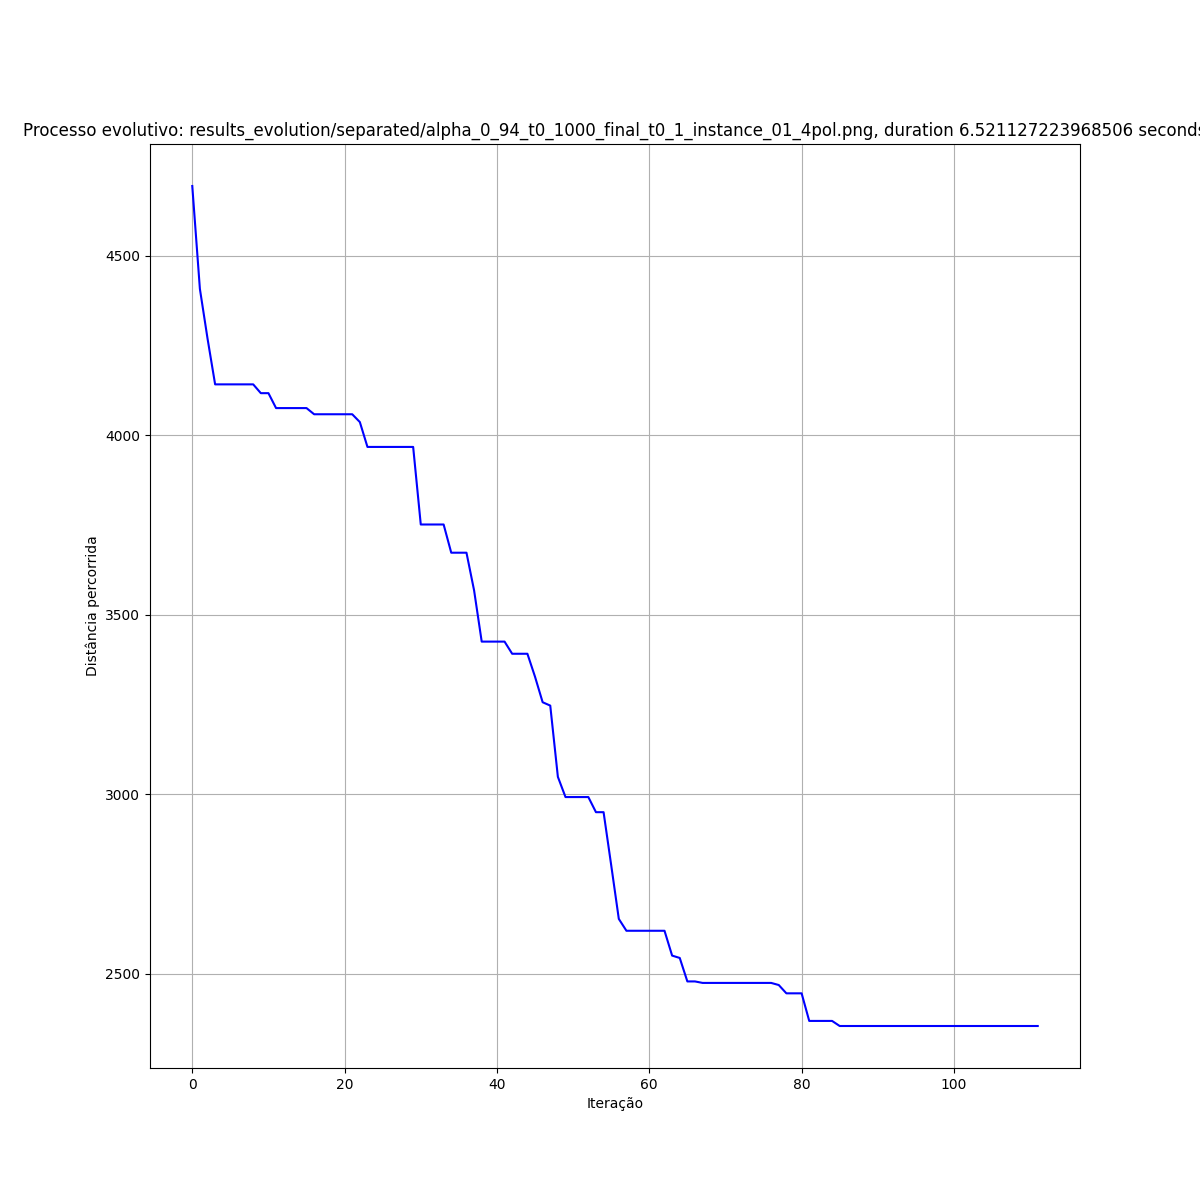 Processo evolutivo: results_evolution/separated/alpha_0_94_t0_1000_final_t0_1_instance_01_4pol.png, duration 6.521127223968506 seconds
4500
4000
3500
3000
2500
Distância percorrida
0 20 40 60 80 100
Iteração